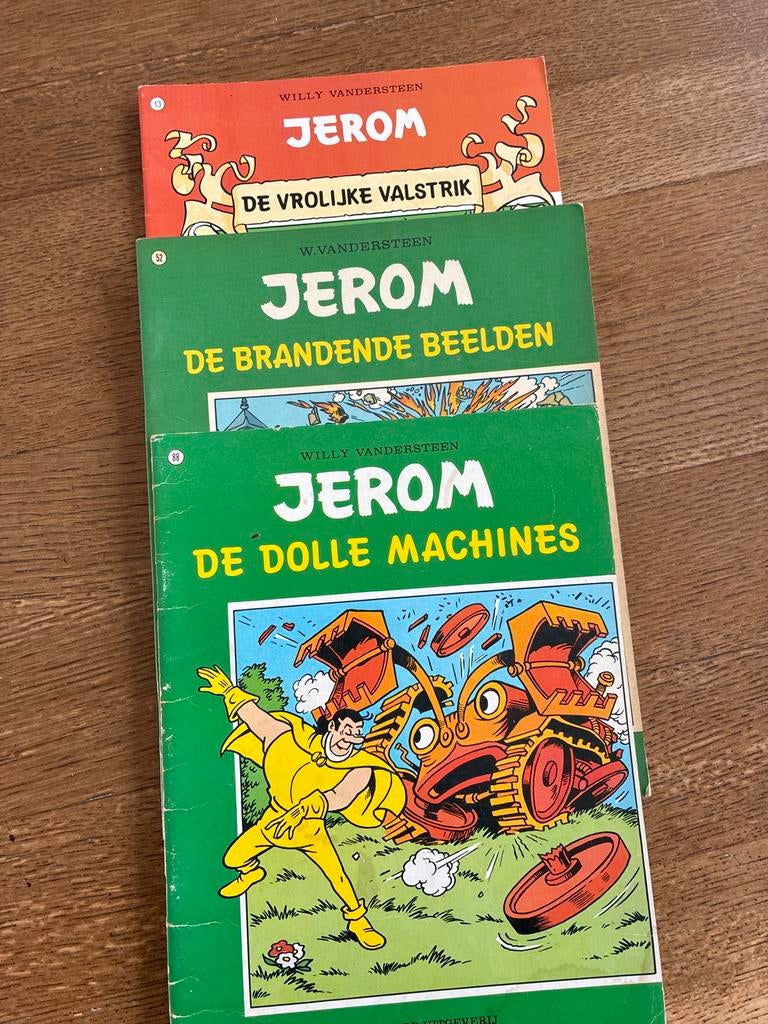 13
WILLY VANDERSTEEN
JEROM
DE VROLIJKE VALSTRIK
52
W. VANDERSTEEN
JEROM
DE BRANDENDE BEELDEN
88
WILLY VANDERSTEEN
JEROM
DE DOLLE MACHINES
UITGEVERIJ